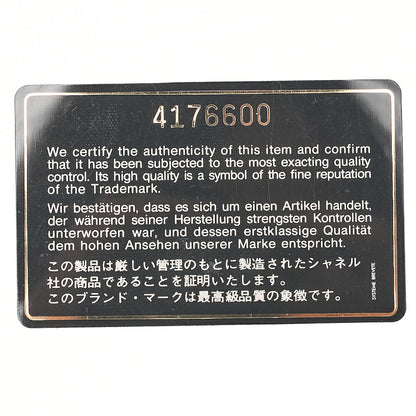 4176600
We certify the authenticity of this item and confirm
that it has been subjected to the most exacting quality
control. Its high quality is a symbol of the fine reputation
of the Trademark.
Wir bestätigen, dass es sich um einen Artikel handelt,
der während seiner Herstellung strengsten Kontrollen
unterworfen war, und dessen erstklassige Qualität
dem hohen Ansehen unserer Marke entspricht.
この製品は厳しい管理のもとに製造されたシャネル
社の商品であることを証明いたします。
このブランド・マークは最高級品質の象徴です。
SYSTEME BREVETE